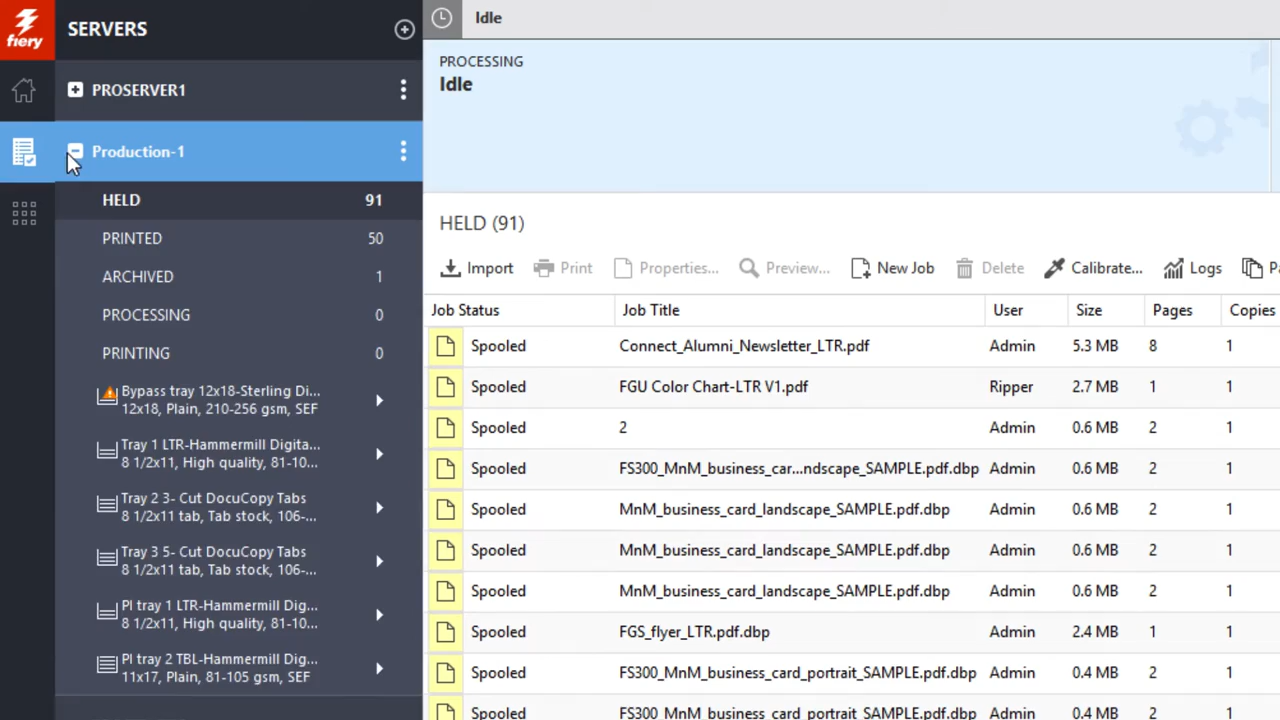 fiery
SERVERS
PROSERVER1
Production-1
HELD 91
PRINTED 50
ARCHIVED 1
PROCESSING 0
PRINTING 0
Bypass tray 12x18-Sterling Di...
12x18, Plain, 210-256 gsm, SEF
Tray 1 LTR-Hammermill Digita...
8 1/2x11, High quality, 81-10...
Tray 2 3- Cut DocuCopy Tabs
8 1/2x11 tab, Tab stock, 106-...
Tray 3 5- Cut DocuCopy Tabs
8 1/2x11 tab, Tab stock, 106-...
PI tray 1 LTR-Hammermill Dig...
8 1/2x11, High quality, 81-10...
PI tray 2 TBL-Hammermill Dig...
11x17, Plain, 81-105 gsm, SEF
Idle
PROCESSING
Idle
HELD (91)
Import Print Properties... Preview... New Job Delete Calibrate... Logs
Job Status Job Title User Size Pages Copies
Spooled Connect_Alumni_Newsletter_LTR.pdf Admin 5.3 MB 8 1
Spooled FGU Color Chart-LTR V1.pdf Ripper 2.7 MB 1 1
Spooled 2 Admin 0.6 MB 2 1
Spooled FS300_MnM_business_car...ndscape_SAMPLE.pdf.dbp Admin 0.6 MB 2 1
Spooled MnM_business_card_landscape_SAMPLE.pdf.dbp Admin 0.6 MB 2 1
Spooled MnM_business_card_landscape_SAMPLE.pdf.dbp Admin 0.6 MB 2 1
Spooled MnM_business_card_landscape_SAMPLE.pdf.dbp Admin 0.6 MB 2 1
Spooled FGS_flyer_LTR.pdf.dbp Admin 2.4 MB 1 1
Spooled FS300_MnM_business_card_portrait_SAMPLE.pdf.dbp Admin 0.4 MB 2 1
Spooled FS300_MnM_business_card_portrait_SAMPLE.pdf.dbp Admin 0.4 MB 2 1